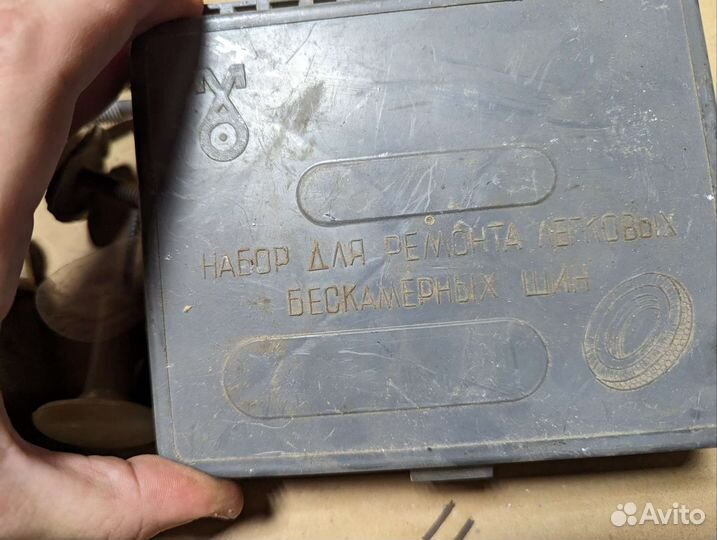 НАБОР ДЛЯ РЕМОНТА ЛЕГКОВЫХ
БЕСКАМЕРНЫХ ШИН
Avito